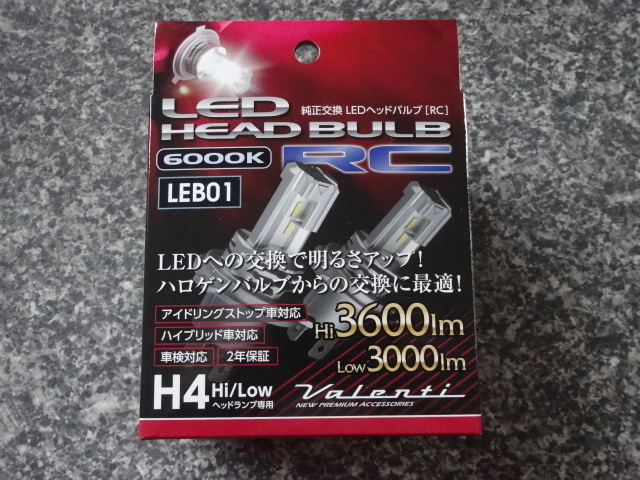 LED
純正交換 LEDヘッドバルブ [RC]
HEAD BULB
6000K
RC
LEB01
LEDへの交換で明るさアップ!
ハロゲンバルブからの交換に最適!
アイドリングストップ車対応
ハイブリッド車対応
車検対応 2年保証
Hi 3600lm
Low 3000lm
H4 Hi/Low
ヘッドランプ専用
Valenti
NEW PREMIUM ACCESSORIES